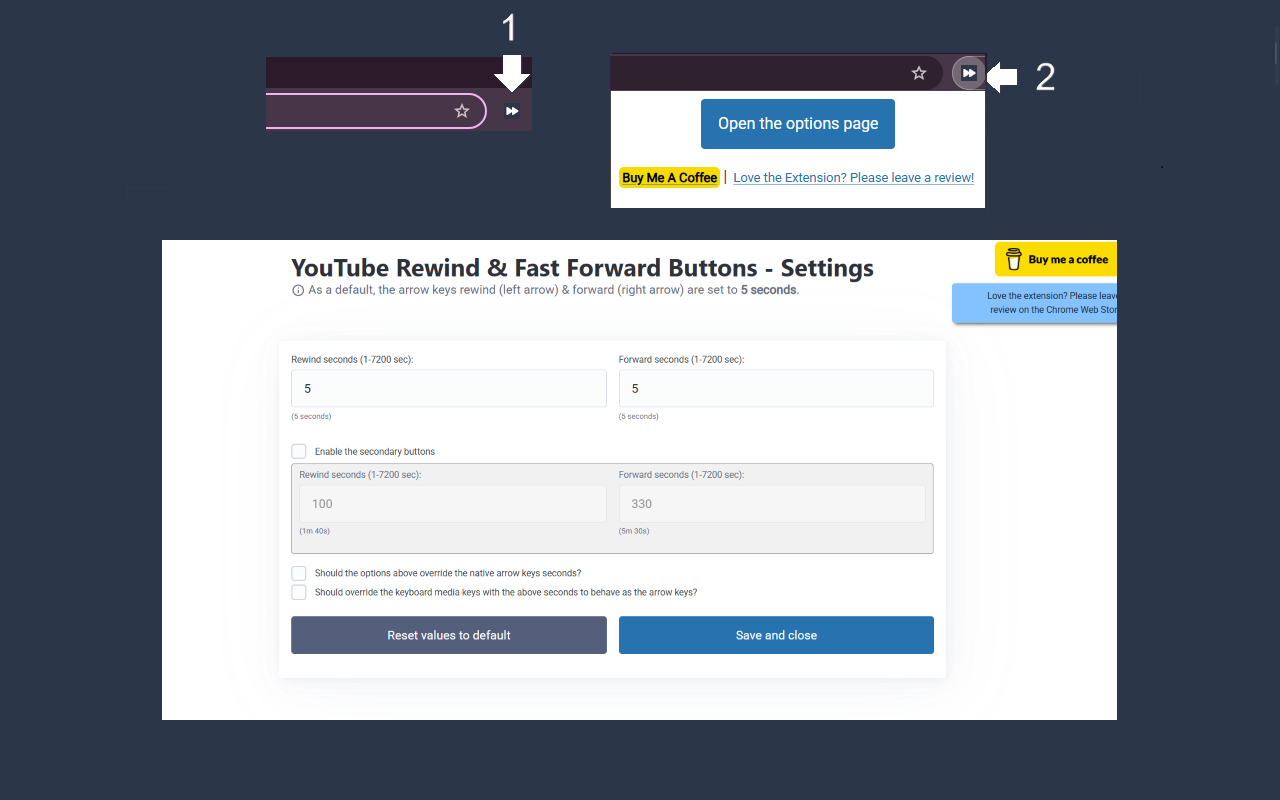 1
2
Open the options page
Buy Me A Coffee | Love the Extension? Please leave a review!
YouTube Rewind & Fast Forward Buttons - Settings
As a default, the arrow keys rewind (left arrow) & forward (right arrow) are set to 5 seconds.
Buy me a coffee
Love the extension? Please leave
review on the Chrome Web Stor
Rewind seconds (1-7200 sec): Forward seconds (1-7200 sec):
5 5
(5 seconds) (5 seconds)
Enable the secondary buttons
Rewind seconds (1-7200 sec): Forward seconds (1-7200 sec):
100 330
(1m 40s) (5m 30s)
Should the options above override the native arrow keys seconds?
Should override the keyboard media keys with the above seconds to behave as the arrow keys?
Reset values to default Save and close